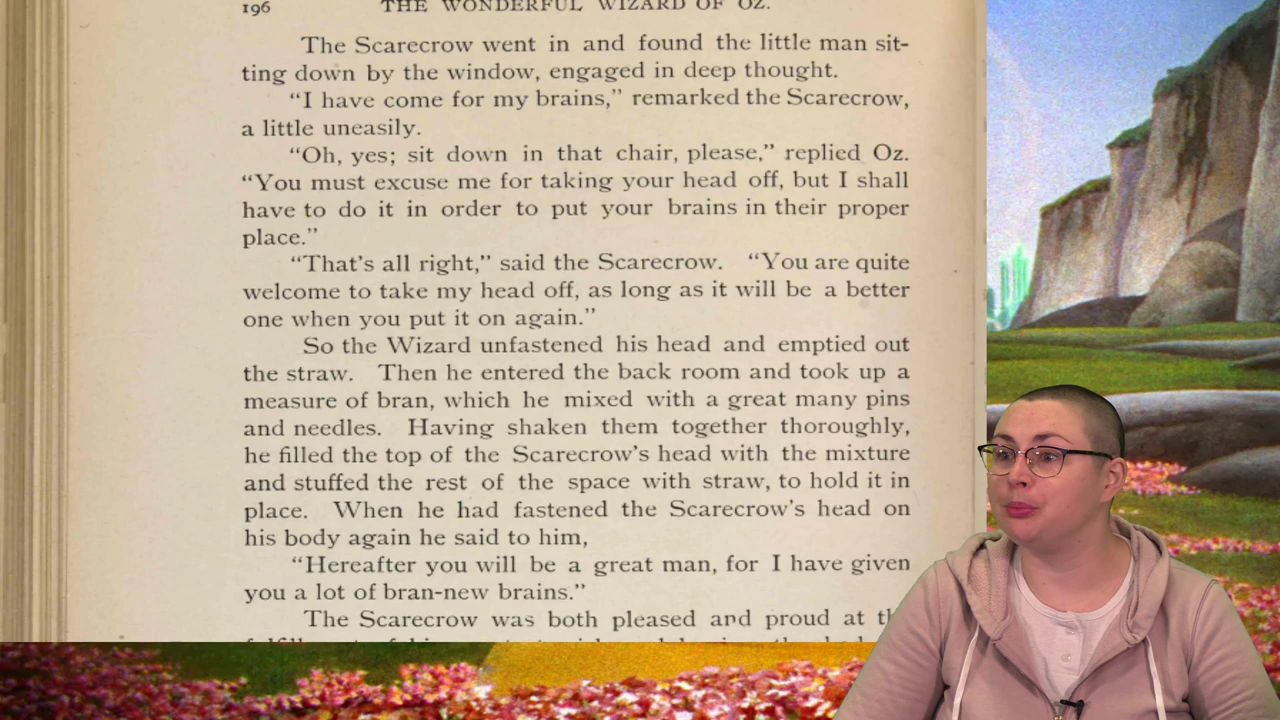 196 THE WONDERFUL WIZARD OF OZ.
The Scarecrow went in and found the little man sit-
ting down by the window, engaged in deep thought.
“I have come for my brains,” remarked the Scarecrow,
a little uneasily.
“Oh, yes; sit down in that chair, please,” replied Oz.
“You must excuse me for taking your head off, but I shall
have to do it in order to put your brains in their proper
place.”
“That’s all right,” said the Scarecrow. “You are quite
welcome to take my head off, as long as it will be a better
one when you put it on again.”
So the Wizard unfastened his head and emptied out
the straw. Then he entered the back room and took up a
measure of bran, which he mixed with a great many pins
and needles. Having shaken them together thoroughly,
he filled the top of the Scarecrow’s head with the mixture
and stuffed the rest of the space with straw, to hold it in
place. When he had fastened the Scarecrow’s head on
his body again he said to him,
“Hereafter you will be a great man, for I have given
you a lot of bran-new brains.”
The Scarecrow was both pleased and proud at